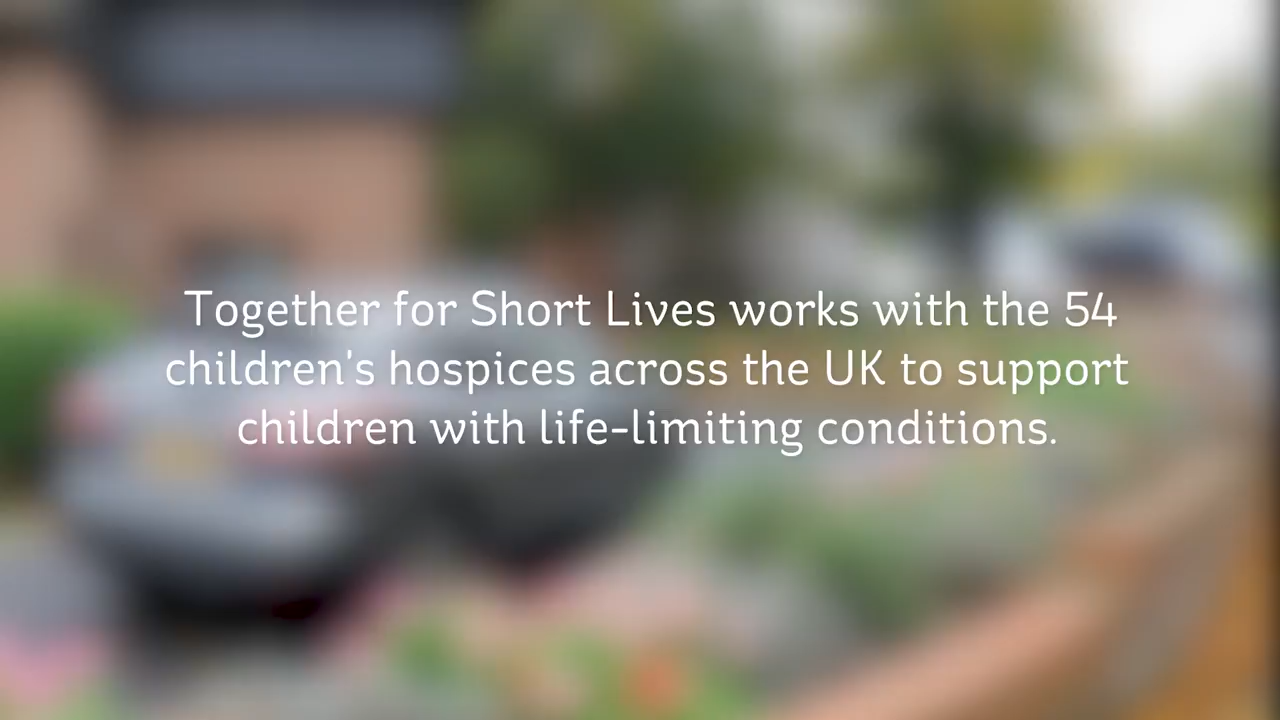 Together for Short Lives works with the 54
children's hospices across the UK to support
children with life-limiting conditions.